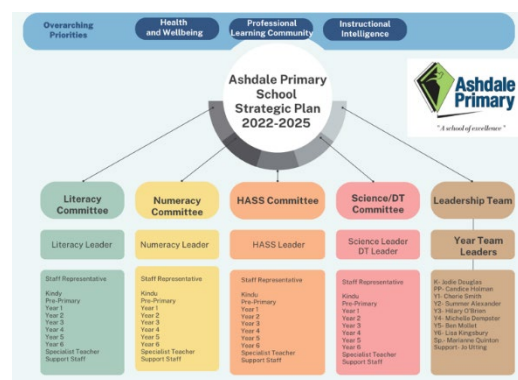 Overarching
Priorities
Health
and Wellbeing
Professional
Learning Community
Instructional
Intelligence
Ashdale Primary
School
Strategic Plan
2022-2025
Ashdale
Primary
"A school of excellence"
Literacy
Committee
Literacy Leader
Staff Representative
Kindy
Pre-Primary
Year 1
Year 2
Year 3
Year 4
Year 5
Year 6
Specialist Teacher
Support Staff
Numeracy
Committee
Numeracy Leader
Staff Representative
Kindu
Pre-Primary
Year 1
Year 2
Year 3
Year 4
Year 5
Year 6
Specialist Teacher
Support Staff
HASS Committee
HASS Leader
Staff Representative
Kindu
Pre-Primary
Year 1
Year 2
Year 3
Year 4
Year 5
Year 6
Specialist Teacher
Support Staff
Science/DT
Committee
Science Leader
DT Leader
Staff Representative
Kindu
Pre-Primary
Year 1
Year 2
Year 3
Year 4
Year 5
Year 6
Specialist Teacher
Support Staff
Leadership Team
Year Team
Leaders
K- Jodie Douglas
PP- Candice Holman
Y1- Cherie Smith
Y2- Summer Alexander
Y3- Hilary O'Brien
Y4- Michelle Dempster
Y5- Ben Mallet
Y6- Lisa Kingsbury
Sp.- Marianne Quinton
Support- Jo Utting